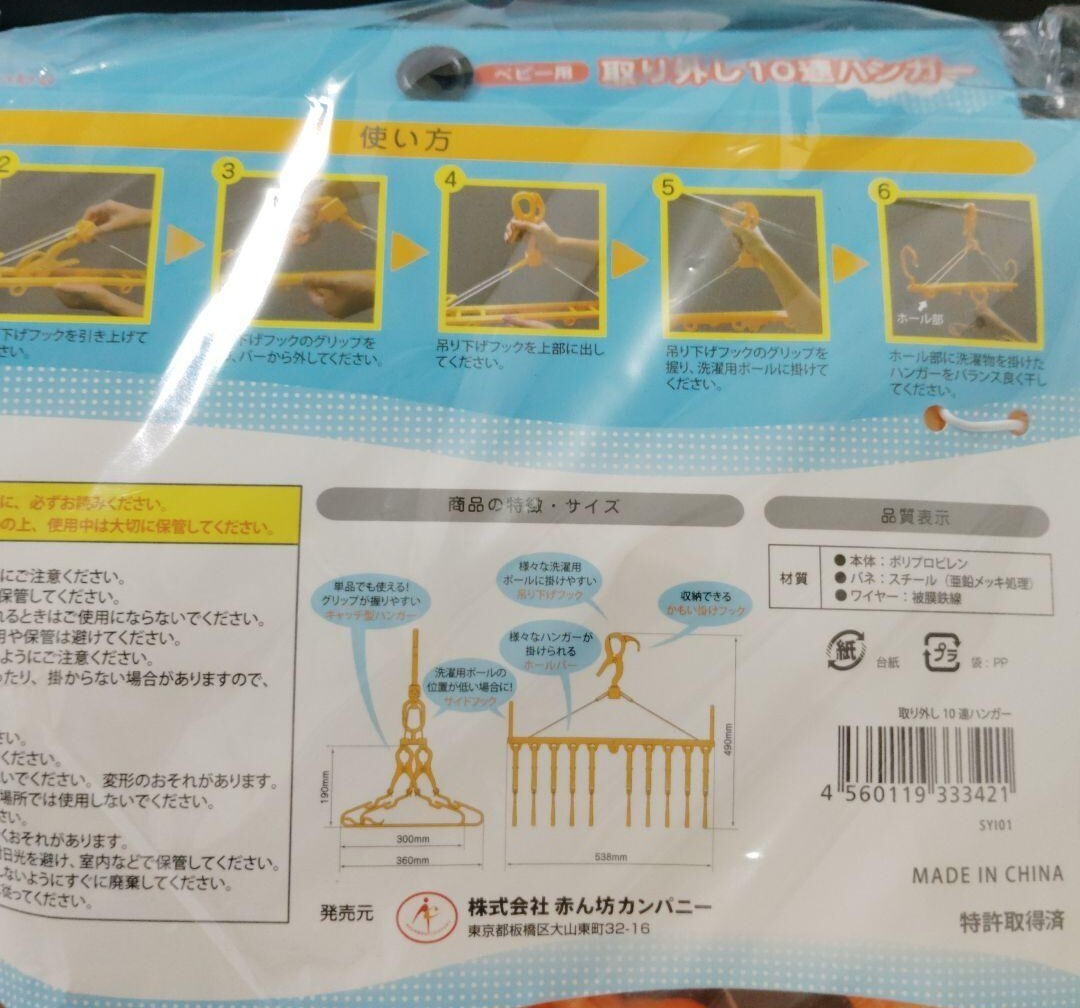 ベビー用 取り外し10連ハンガー
使い方
2
3
4
5
6
下げフックを引き上げて
さい。
下げフックのグリップを
、バーから外してください。
吊り下げフックを上部に出し
てください。
吊り下げフックのグリップを
握り、洗濯用ポールに掛けて
ください。
ホール部
ホール部に洗濯物を掛けた
ハンガーをバランス良く干し
てください。
に、必ずお読みください。
の上、使用中は大切に保管してください。
にご注意ください。
保管してください。
れるときはご使用にならないでください。
用や保管は避けてください。
ようにご注意ください。
ったり、掛からない場合がありますので、
さい。
ください。
いでください。変形のおそれがあります。
場所では使用しないでください。
さい。
くおそれがあります。
日光を避け、室内などで保管してください。
しないようにすぐに廃棄してください。
従ってください。
商品の特徴・サイズ
単品でも使える!
グリップが握りやすい
キャッチ型ハンガー
様々な洗濯用
ポールに掛けやすい
吊り下げフック
収納できる
かもい掛けフック
様々なハンガーが
掛けられる
ホールバー
洗濯用ポールの
位置が低い場合に!
サイドフック
190mm
300mm
360mm
490mm
538mm
品質表示
材質
●本体：ポリプロピレン
●バネ：スチール（亜鉛メッキ処理）
●ワイヤー：被膜鉄線
紙 台紙
プラ 袋：PP
取り外し10連ハンガー
4 560119 333421
SYI01
MADE IN CHINA
特許取得済
発売元
株式会社 赤ん坊カンパニー
東京都板橋区大山東町32-16